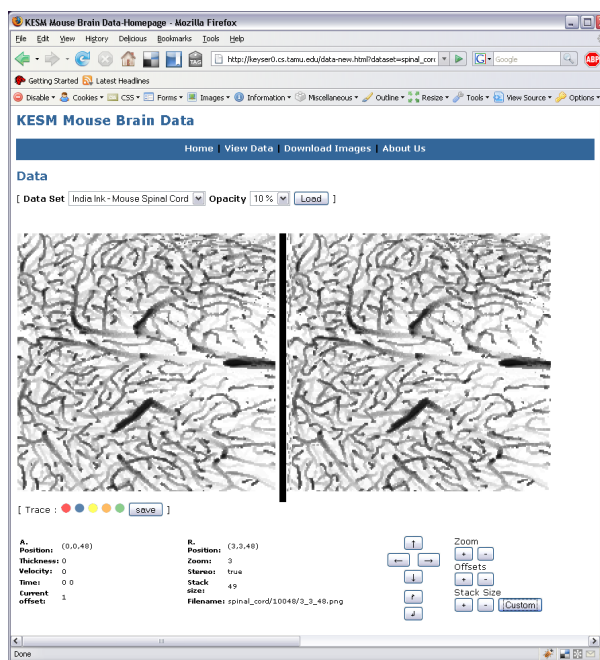 KESM Mouse Brain Data-Homepage - Mozilla Firefox
File Edit View History Delicious Bookmarks Tools Help
TAG http://keyser0.cs.tamu.edu/data-new.html?dataset=spinal_cor G Google ABP
Getting Started Latest Headlines
Disable Cookies CSS Forms Images Information Miscellaneous Outline Resize Tools View Source Options
KESM Mouse Brain Data
Home | View Data | Download Images | About Us
Data
[ Data Set India Ink - Mouse Spinal Cord Opacity 10 % Load ]
[ Trace : save ]
A. Position: (0,0,48)
Thickness: 0
Velocity: 0
Time: 0 0
Current offset: 1
R. Position: (3,3,48)
Zoom: 3
Stereo: true
Stack size: 49
Filename: spinal_cord/10048/3_3_48.png
Zoom
+ -
Offsets
+ -
Stack Size
+ - Custom
Done